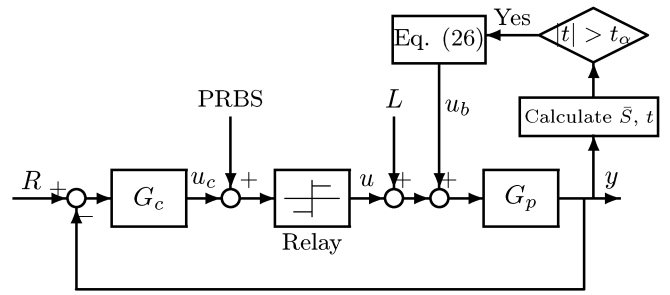 Yes
|t| > t_α
Eq. (26)
PRBS
L
u_b
Calculate S̄, t
R
+
−
G_c
u_c
+
u
+
+
G_p
y
Relay